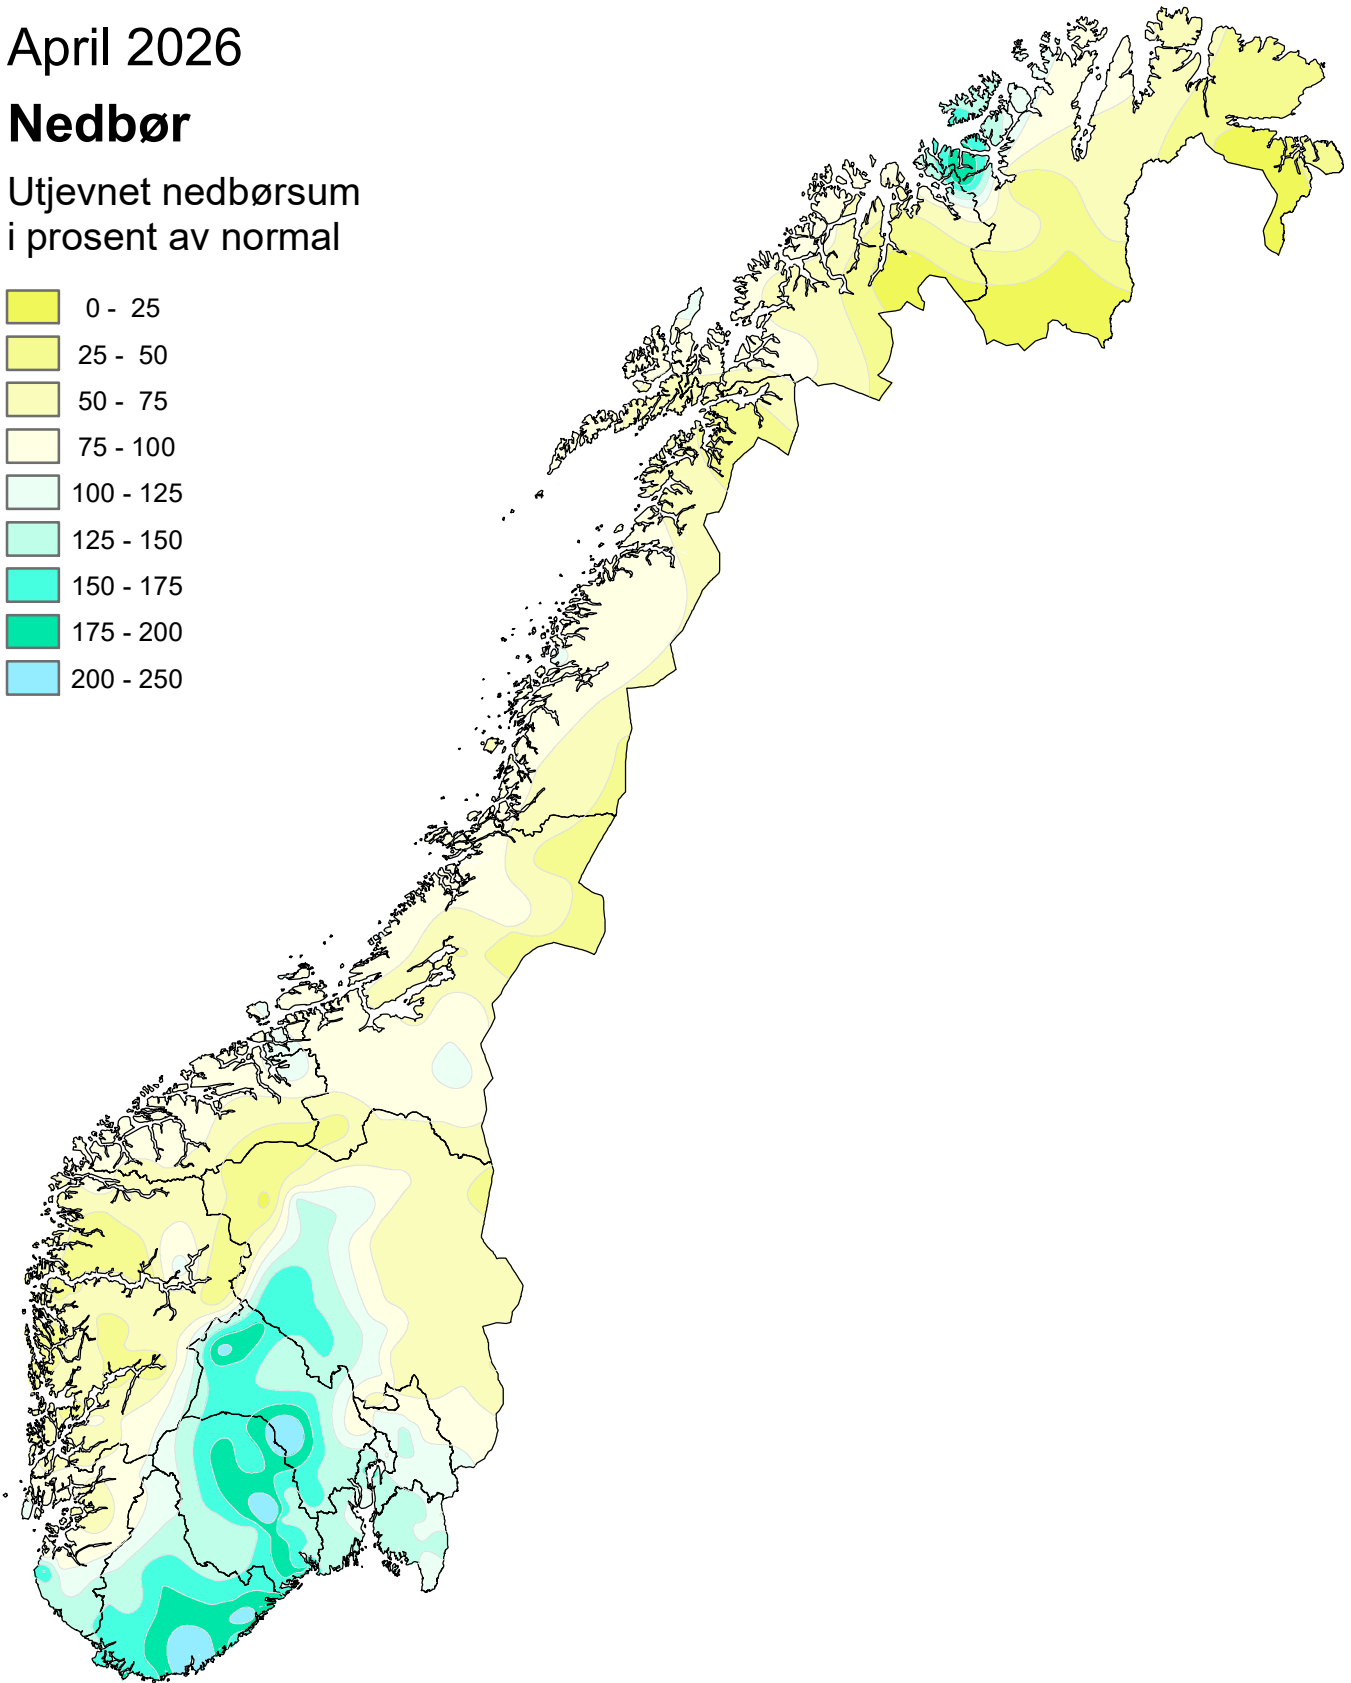 April 2026
Nedbør
Utjevnet nedbørsum
i prosent av normal
0 - 25
25 - 50
50 - 75
75 - 100
100 - 125
125 - 150
150 - 175
175 - 200
200 - 250